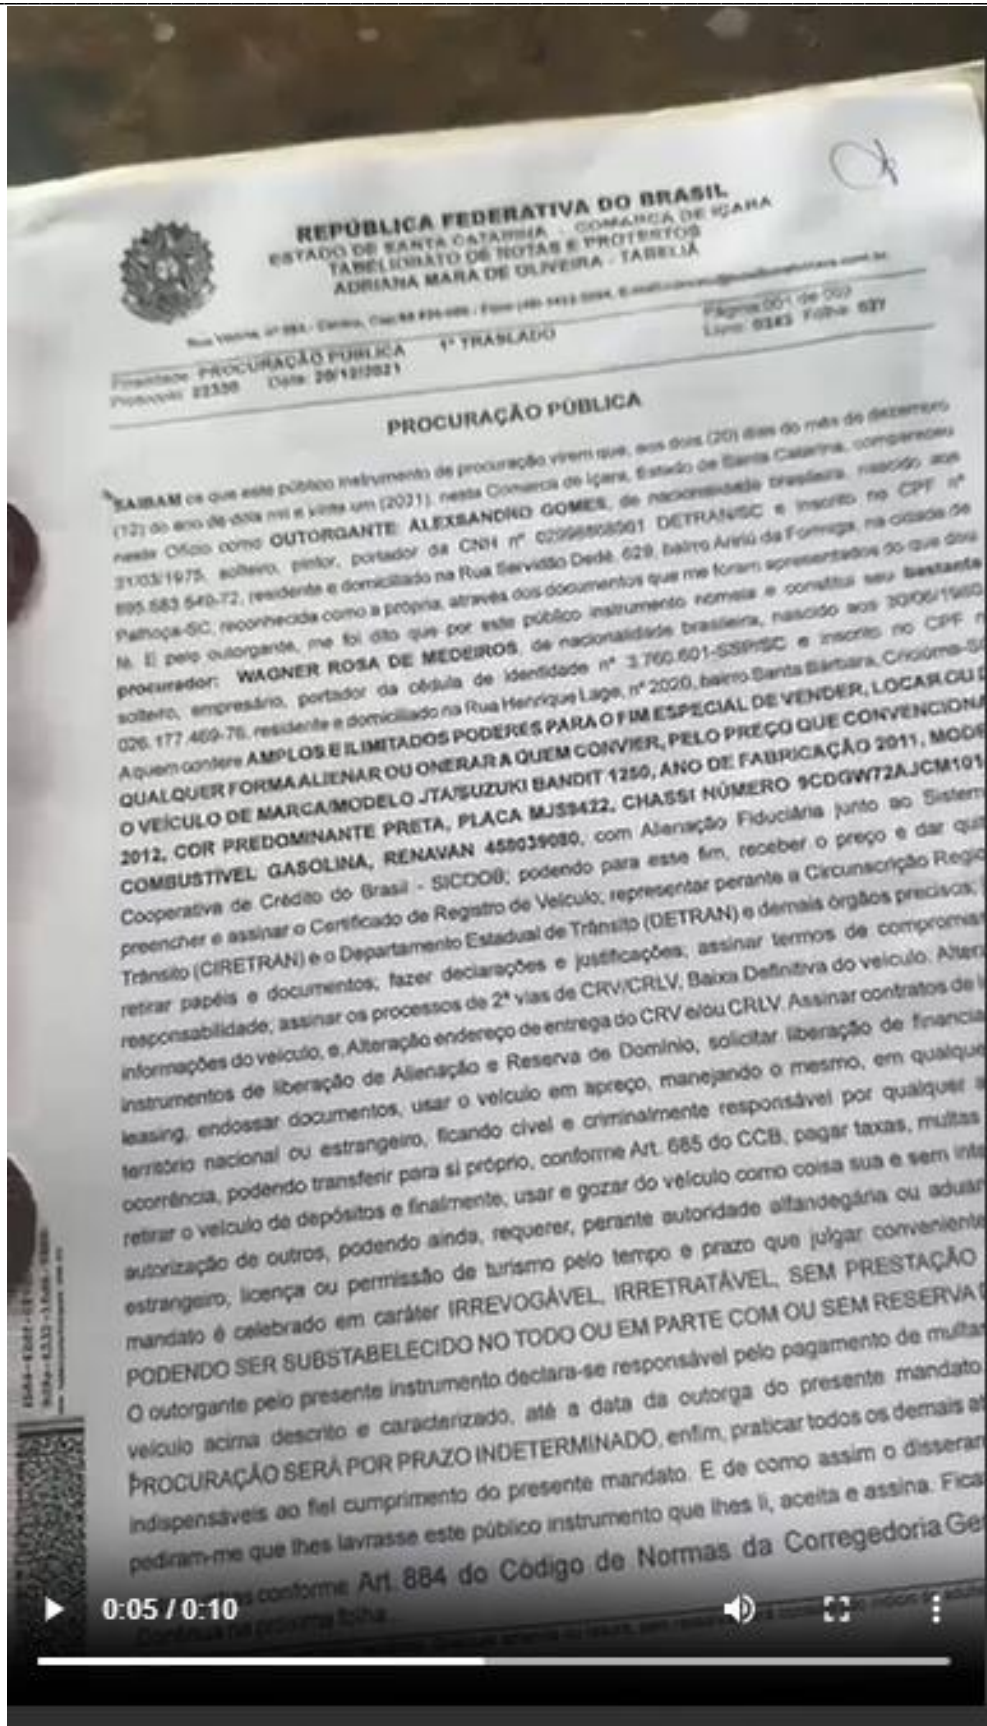 REPÚBLICA FEDERATIVA DO BRASIL
ESTADO DE SANTA CATARINA - COMARCA DE IÇARA
TABELIONATO DE NOTAS E PROTESTOS
ADRIANA MARA DE OLIVEIRA - TABELIÃ
Página: 001 de 002
Finalidade: PROCURAÇÃO PÚBLICA 1º TRASLADO
Livro: 0243 Folha: 027
Protocolo: 22330 Data: 20/12/2021
PROCURAÇÃO PÚBLICA
SAIBAM os que este público instrumento de procuração virem que, aos dois (20) dias do mês de dezembro
(12) do ano de dois mil e vinte um (2021), nesta Comarca de Içara, Estado de Santa Catarina, compareceu
neste Ofício como OUTORGANTE: ALEXSANDRO GOMES, de nacionalidade brasileira, nascido aos
31/03/1975, solteiro, pintor, portador da CNH nº DETRAN/SC e inscrito no CPF nº
residente e domiciliado na Rua Servidão Dedé, 629, bairro Aririú da Formiga, na cidade de
Palhoça-SC, reconhecida como a própria, através dos documentos que me foram apresentados do que dou
fé. E pelo outorgante, me foi dito que por este público instrumento nomeia e constitui seu bastante
procurador: WAGNER ROSA DE MEDEIROS, de nacionalidade brasileira, nascido aos 30/06/1980,
solteiro, empresário, portador da cédula de identidade nº 3.760.601-SSP/SC e inscrito no CPF
026.177.469-76, residente e domiciliado na Rua Henrique Lage, nº 2020, bairro Santa Bárbara, Criciúma-S
A quem confere AMPLOS E ILIMITADOS PODERES PARA O FIM ESPECIAL DE VENDER, LOCAR OU
QUALQUER FORMA ALIENAR OU ONERAR A QUEM CONVIER, PELO PREÇO QUE CONVENCIONA
O VEÍCULO DE MARCA/MODELO JTA/SUZUKI BANDIT 1250, ANO DE FABRICAÇÃO 2011, MODE
2012, COR PREDOMINANTE PRETA, PLACA MJS9422, CHASSI NÚMERO 9CDGW72AJCM101
COMBUSTÍVEL GASOLINA, RENAVAN 458039080, com Alienação Fiduciária junto ao Sistem
Cooperativa de Crédito do Brasil - SICOOB; podendo para esse fim, receber o preço e dar qui
preencher e assinar o Certificado de Registro de Veículo; representar perante a Circunscrição Regio
Trânsito (CIRETRAN) e o Departamento Estadual de Trânsito (DETRAN) e demais órgãos precisos;
retirar papéis e documentos; fazer declarações e justificações; assinar termos de compromis
responsabilidade; assinar os processos de 2ª vias de CRV/CRLV, Baixa Definitiva do veículo. Altera
informações do veículo, e, Alteração endereço de entrega do CRV e/ou CRLV. Assinar contratos de
instrumentos de liberação de Alienação e Reserva de Domínio, solicitar liberação de financia
leasing, endossar documentos, usar o veículo em apreço, manejando o mesmo, em qualque
território nacional ou estrangeiro, ficando cível e criminalmente responsável por qualquer a
ocorrência, podendo transferir para si próprio, conforme Art. 685 do CCB, pagar taxas, multas
retirar o veículo de depósitos e finalmente, usar e gozar do veículo como coisa sua e sem inte
autorização de outros, podendo ainda, requerer, perante autoridade alfandegária ou aduan
estrangeiro, licença ou permissão de turismo pelo tempo e prazo que julgar conveniente
mandato é celebrado em caráter IRREVOGÁVEL, IRRETRATÁVEL, SEM PRESTAÇÃO
PODENDO SER SUBSTABELECIDO NO TODO OU EM PARTE COM OU SEM RESERVA D
O outorgante pelo presente instrumento declara-se responsável pelo pagamento de multas
veículo acima descrito e caracterizado, até a data da outorga do presente mandato.
PROCURAÇÃO SERÁ POR PRAZO INDETERMINADO, enfim, praticar todos os demais at
indispensáveis ao fiel cumprimento do presente mandato. E de como assim o disseram
pediram-me que lhes lavrasse este público instrumento que lhes li, aceita e assina. Fica
conforme Art. 884 do Código de Normas da Corregedoria Ge
Continua na próxima folha
0:05 / 0:10